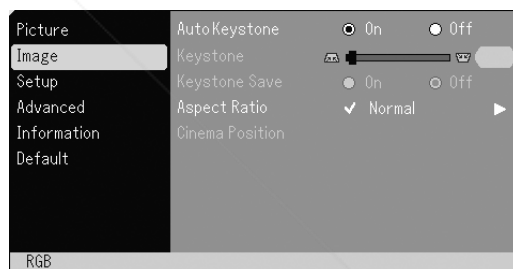 Picture
Image
Setup
Advanced
Information
Default
Auto Keystone On Off
Keystone
Keystone Save On Off
Aspect Ratio Normal
Cinema Position
RGB